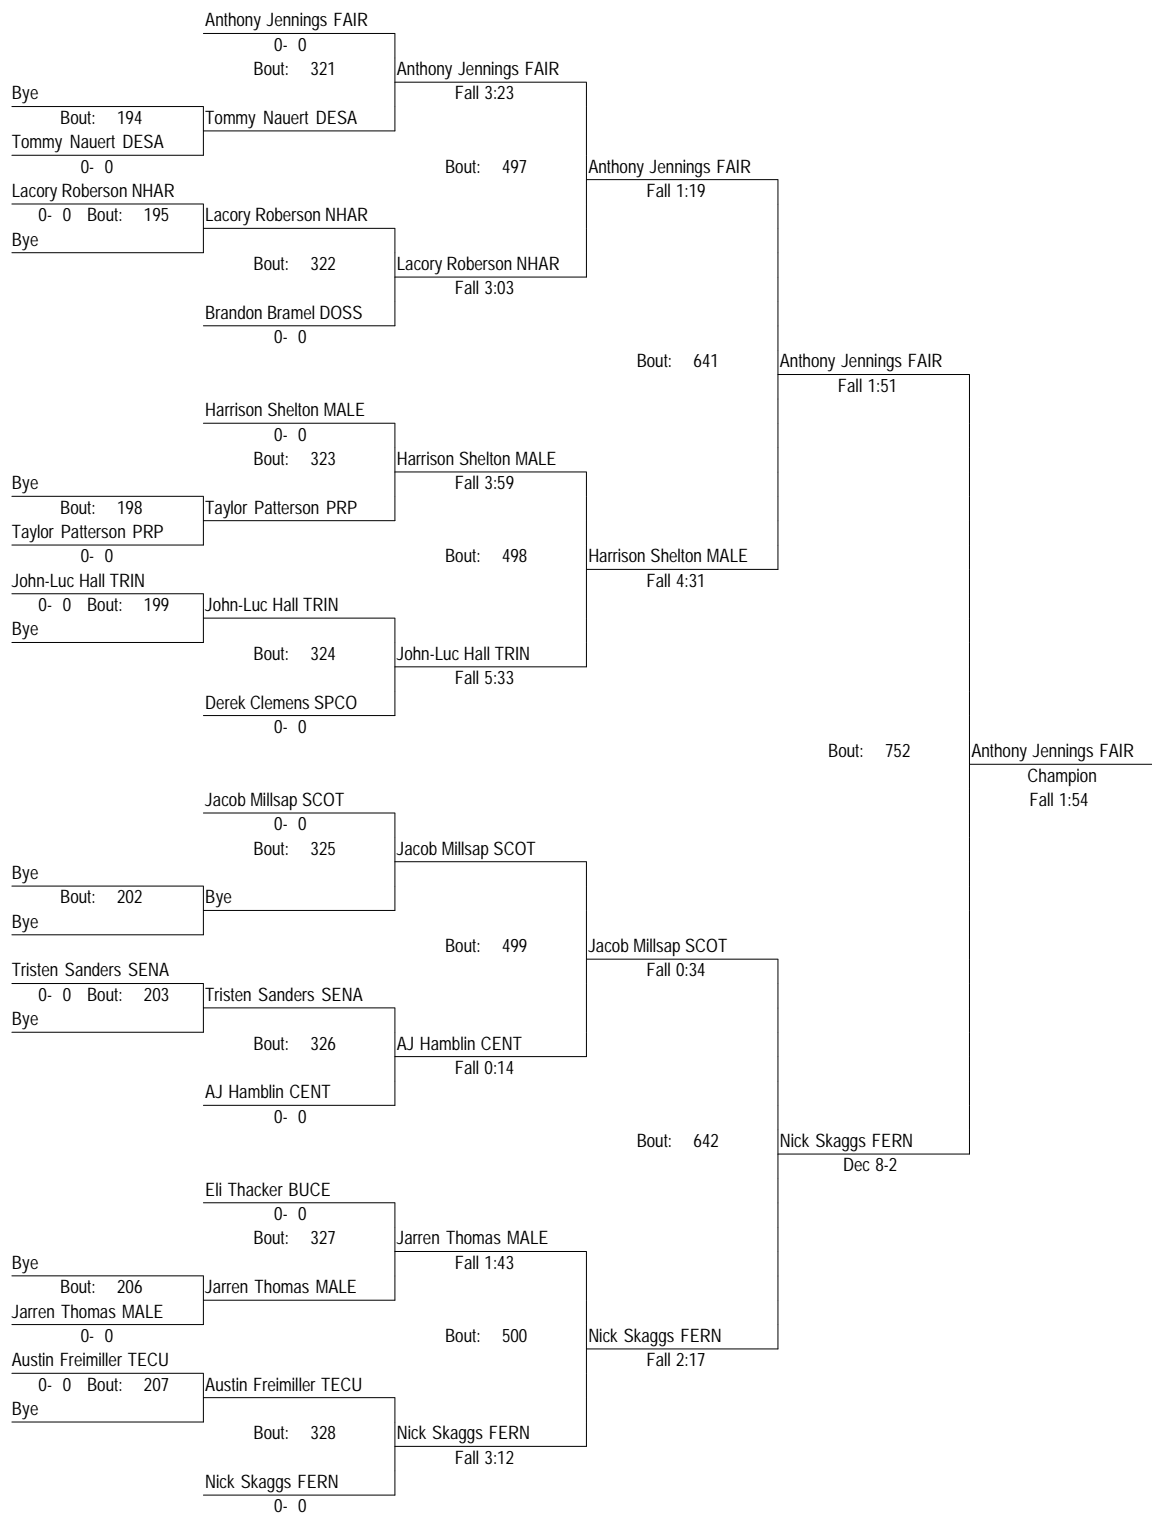 Anthony Jennings FAIR
0- 0
Bout: 321
Anthony Jennings FAIR
Fall 3:23
Bye
Bout: 194
Tommy Nauert DESA
Tommy Nauert DESA
0- 0
Bout: 497
Anthony Jennings FAIR
Fall 1:19
Lacory Roberson NHAR
0- 0 Bout: 195
Lacory Roberson NHAR
Bye
Bout: 322
Lacory Roberson NHAR
Fall 3:03
Brandon Bramel DOSS
0- 0
Bout: 641
Anthony Jennings FAIR
Fall 1:51
Harrison Shelton MALE
0- 0
Bout: 323
Harrison Shelton MALE
Fall 3:59
Bye
Bout: 198
Taylor Patterson PRP
Taylor Patterson PRP
0- 0
Bout: 498
Harrison Shelton MALE
Fall 4:31
John-Luc Hall TRIN
0- 0 Bout: 199
John-Luc Hall TRIN
Bye
Bout: 324
John-Luc Hall TRIN
Fall 5:33
Derek Clemens SPCO
0- 0
Bout: 752
Anthony Jennings FAIR
Champion
Fall 1:54
Jacob Millsap SCOT
0- 0
Bout: 325
Jacob Millsap SCOT
Bye
Bout: 202
Bye
Bye
Bout: 499
Jacob Millsap SCOT
Fall 0:34
Tristen Sanders SENA
0- 0 Bout: 203
Tristen Sanders SENA
Bye
Bout: 326
AJ Hamblin CENT
Fall 0:14
AJ Hamblin CENT
0- 0
Bout: 642
Nick Skaggs FERN
Dec 8-2
Eli Thacker BUCE
0- 0
Bout: 327
Jarren Thomas MALE
Fall 1:43
Bye
Bout: 206
Jarren Thomas MALE
Jarren Thomas MALE
0- 0
Bout: 500
Nick Skaggs FERN
Fall 2:17
Austin Freimiller TECU
0- 0 Bout: 207
Austin Freimiller TECU
Bye
Bout: 328
Nick Skaggs FERN
Fall 3:12
Nick Skaggs FERN
0- 0